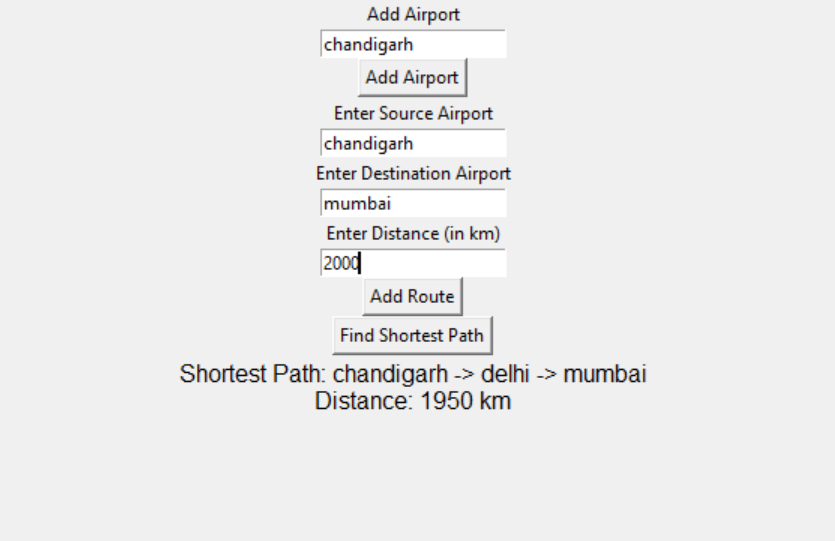 Add Airport
chandigarh
Add Airport
Enter Source Airport
chandigarh
Enter Destination Airport
mumbai
Enter Distance (in km)
2000
Add Route
Find Shortest Path
Shortest Path: chandigarh -> delhi -> mumbai
Distance: 1950 km